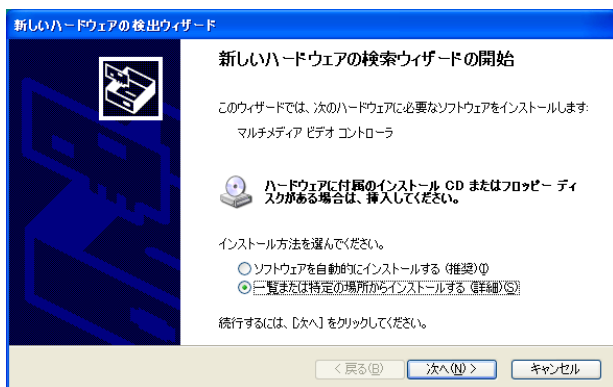 新しいハードウェアの検出ウィザード
新しいハードウェアの検索ウィザードの開始
このウィザードでは、次のハードウェアに必要なソフトウェアをインストールします:
マルチメディア ビデオ コントローラ
ハードウェアに付属のインストール CD またはフロッピー ディ
スクがある場合は、挿入してください。
インストール方法を選んでください。
ソフトウェアを自動的にインストールする (推奨)(I)
一覧または特定の場所からインストールする (詳細)(S)
続行するには、[次へ] をクリックしてください。
< 戻る(B) 次へ(N) > キャンセル